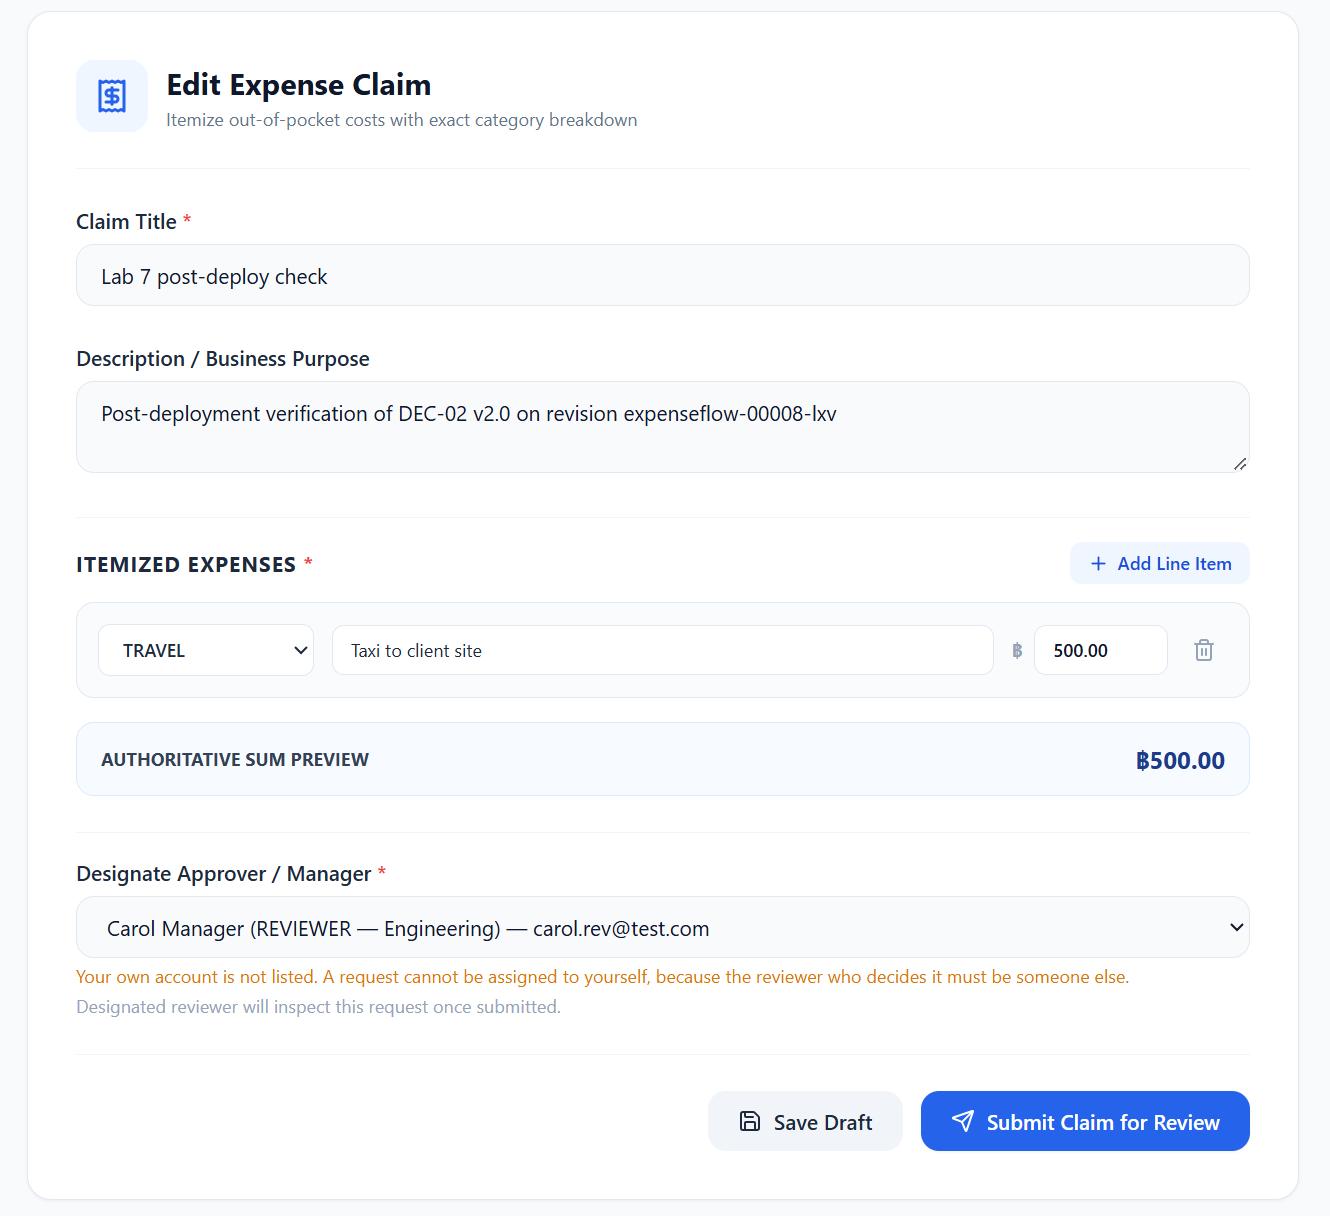 Edit Expense Claim
Itemize out-of-pocket costs with exact category breakdown
Claim Title *
Lab 7 post-deploy check
Description / Business Purpose
Post-deployment verification of DEC-02 v2.0 on revision expenseflow-00008-lxv
ITEMIZED EXPENSES *
+ Add Line Item
TRAVEL
Taxi to client site
฿ 500.00
AUTHORITATIVE SUM PREVIEW
฿500.00
Designate Approver / Manager *
Carol Manager (REVIEWER — Engineering) — carol.rev@test.com
Your own account is not listed. A request cannot be assigned to yourself, because the reviewer who decides it must be someone else.
Designated reviewer will inspect this request once submitted.
Save Draft
Submit Claim for Review